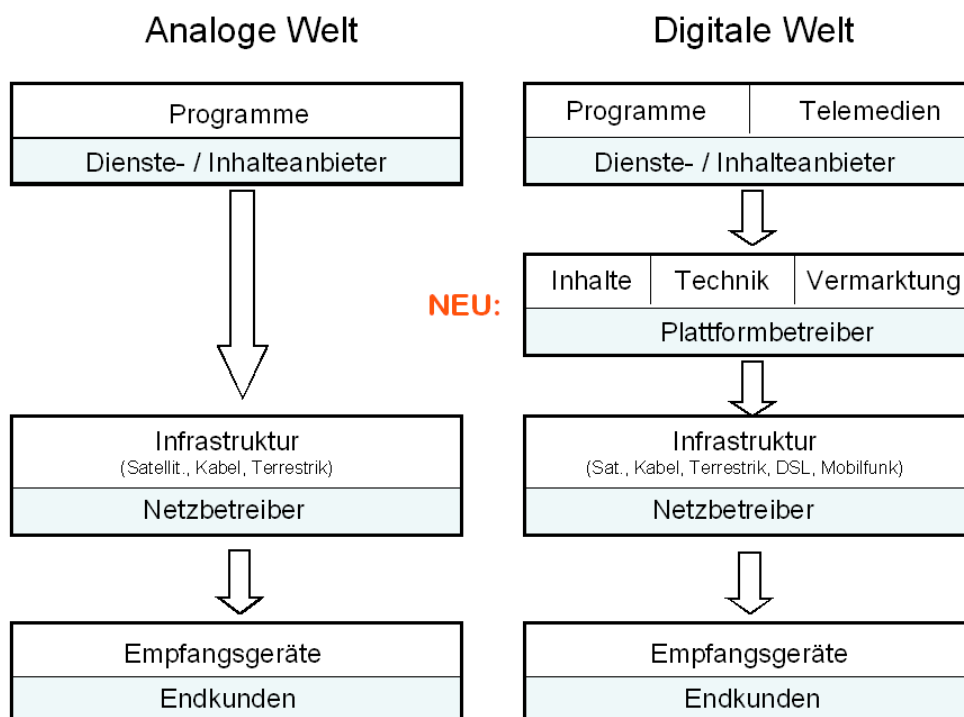 Analoge Welt
Programme
Dienste- / Inhalteanbieter
Infrastruktur
(Satellit., Kabel, Terrestrik)
Netzbetreiber
Empfangsgeräte
Endkunden
Digitale Welt
Programme Telemedien
Dienste- / Inhalteanbieter
NEU:
Inhalte Technik Vermarktung
Plattformbetreiber
Infrastruktur
(Sat., Kabel, Terrestrik, DSL, Mobilfunk)
Netzbetreiber
Empfangsgeräte
Endkunden